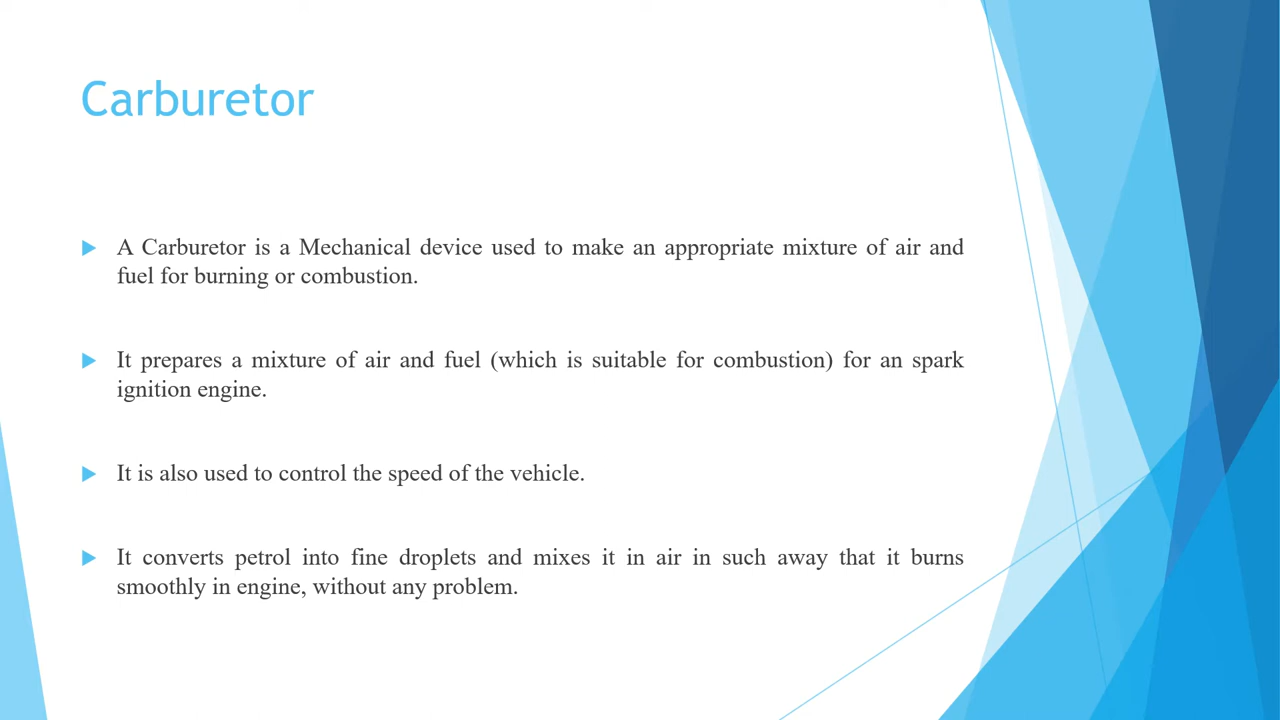 Carburetor
A Carburetor is a Mechanical device used to make an appropriate mixture of air and
fuel for burning or combustion.
It prepares a mixture of air and fuel (which is suitable for combustion) for an spark
ignition engine.
It is also used to control the speed of the vehicle.
It converts petrol into fine droplets and mixes it in air in such away that it burns
smoothly in engine, without any problem.